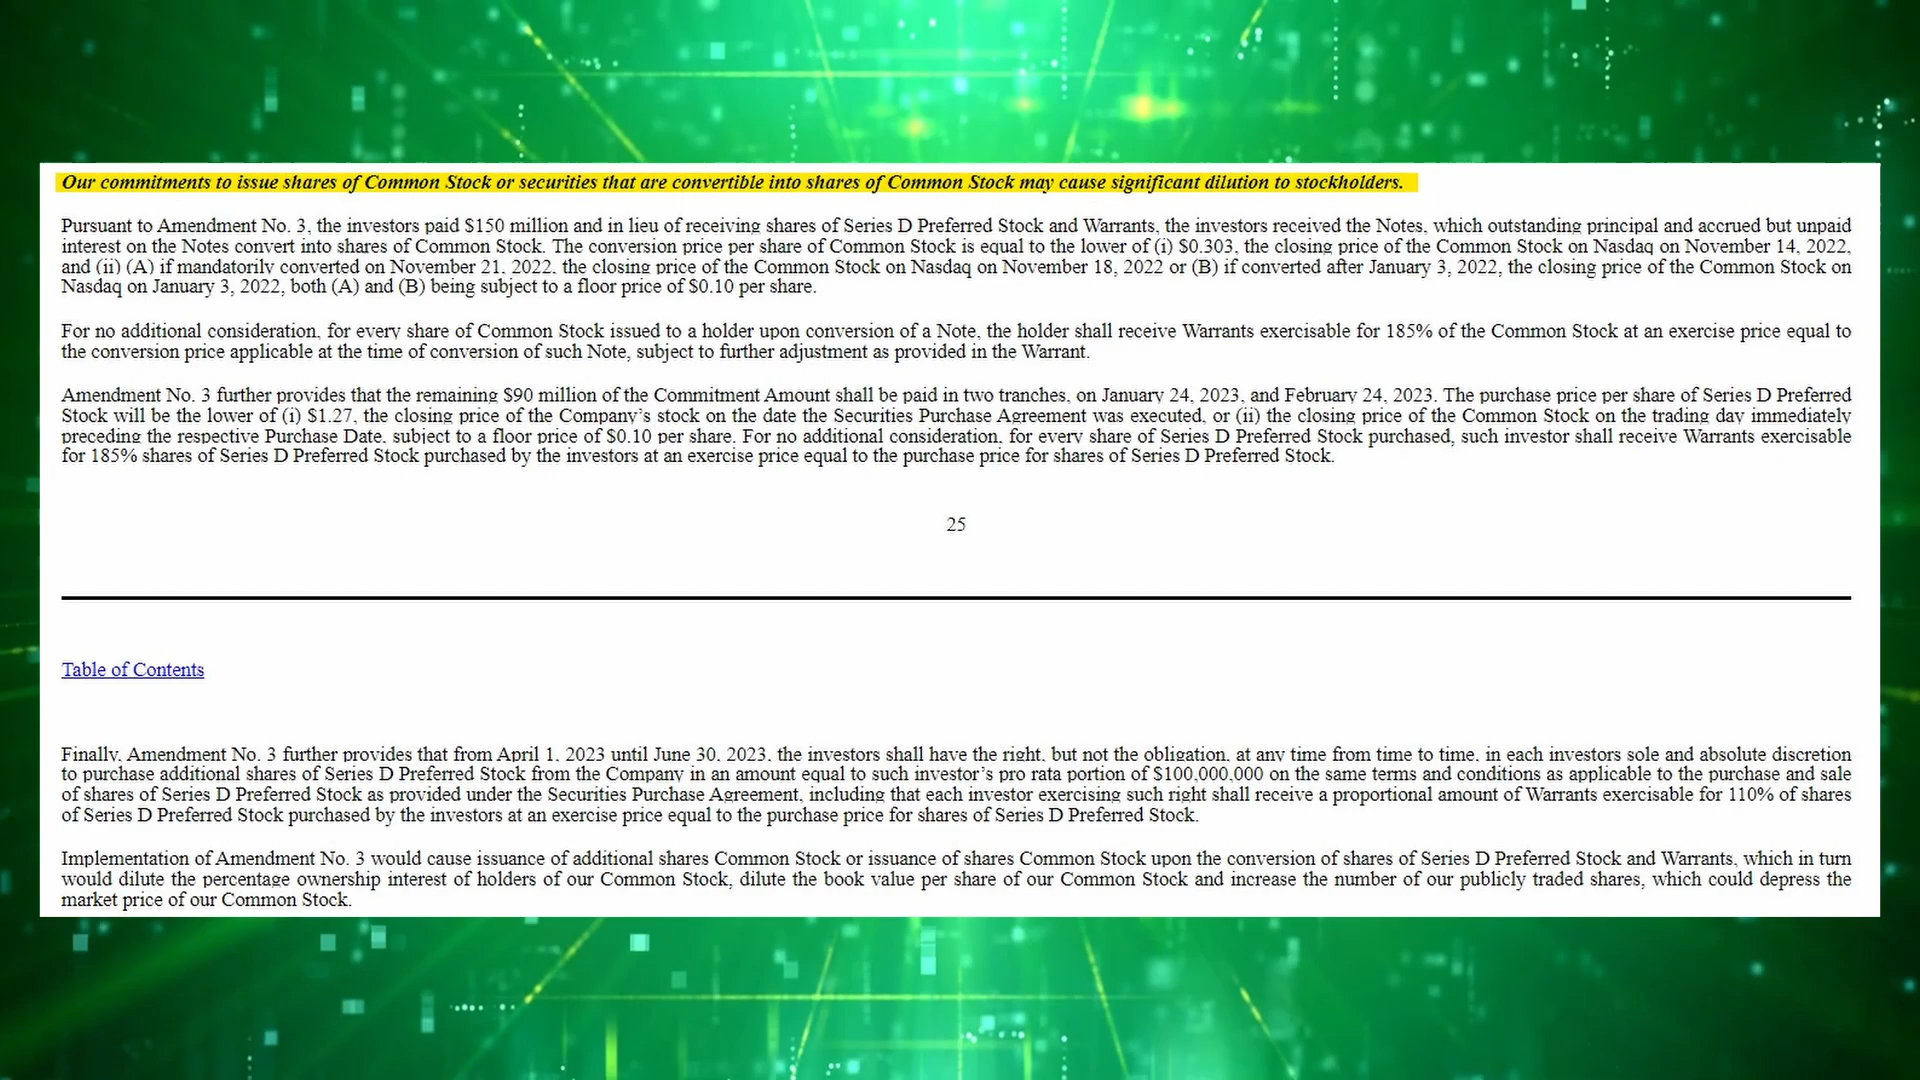 Our commitments to issue shares of Common Stock or securities that are convertible into shares of Common Stock may cause significant dilution to stockholders.
Pursuant to Amendment No. 3, the investors paid $150 million and in lieu of receiving shares of Series D Preferred Stock and Warrants, the investors received the Notes, which outstanding principal and accrued but unpaid
interest on the Notes convert into shares of Common Stock. The conversion price per share of Common Stock is equal to the lower of (i) $0.303, the closing price of the Common Stock on Nasdaq on November 14, 2022,
and (ii) (A) if mandatorily converted on November 21, 2022, the closing price of the Common Stock on Nasdaq on November 18, 2022 or (B) if converted after January 3, 2022, the closing price of the Common Stock on
Nasdaq on January 3, 2022, both (A) and (B) being subject to a floor price of $0.10 per share.
For no additional consideration, for every share of Common Stock issued to a holder upon conversion of a Note, the holder shall receive Warrants exercisable for 185% of the Common Stock at an exercise price equal to
the conversion price applicable at the time of conversion of such Note, subject to further adjustment as provided in the Warrant.
Amendment No. 3 further provides that the remaining $90 million of the Commitment Amount shall be paid in two tranches, on January 24, 2023, and February 24, 2023. The purchase price per share of Series D Preferred
Stock will be the lower of (i) $1.27, the closing price of the Company's stock on the date the Securities Purchase Agreement was executed, or (ii) the closing price of the Common Stock on the trading day immediately
preceding the respective Purchase Date, subject to a floor price of $0.10 per share. For no additional consideration, for every share of Series D Preferred Stock purchased, such investor shall receive Warrants exercisable
for 185% shares of Series D Preferred Stock purchased by the investors at an exercise price equal to the purchase price for shares of Series D Preferred Stock.
25
Table of Contents
Finally, Amendment No. 3 further provides that from April 1, 2023 until June 30, 2023, the investors shall have the right, but not the obligation, at any time from time to time, in each investors sole and absolute discretion
to purchase additional shares of Series D Preferred Stock from the Company in an amount equal to such investor's pro rata portion of $100,000,000 on the same terms and conditions as applicable to the purchase and sale
of shares of Series D Preferred Stock as provided under the Securities Purchase Agreement, including that each investor exercising such right shall receive a proportional amount of Warrants exercisable for 110% of shares
of Series D Preferred Stock purchased by the investors at an exercise price equal to the purchase price for shares of Series D Preferred Stock.
Implementation of Amendment No. 3 would cause issuance of additional shares Common Stock or issuance of shares Common Stock upon the conversion of shares of Series D Preferred Stock and Warrants, which in turn
would dilute the percentage ownership interest of holders of our Common Stock, dilute the book value per share of our Common Stock and increase the number of our publicly traded shares, which could depress the
market price of our Common Stock.